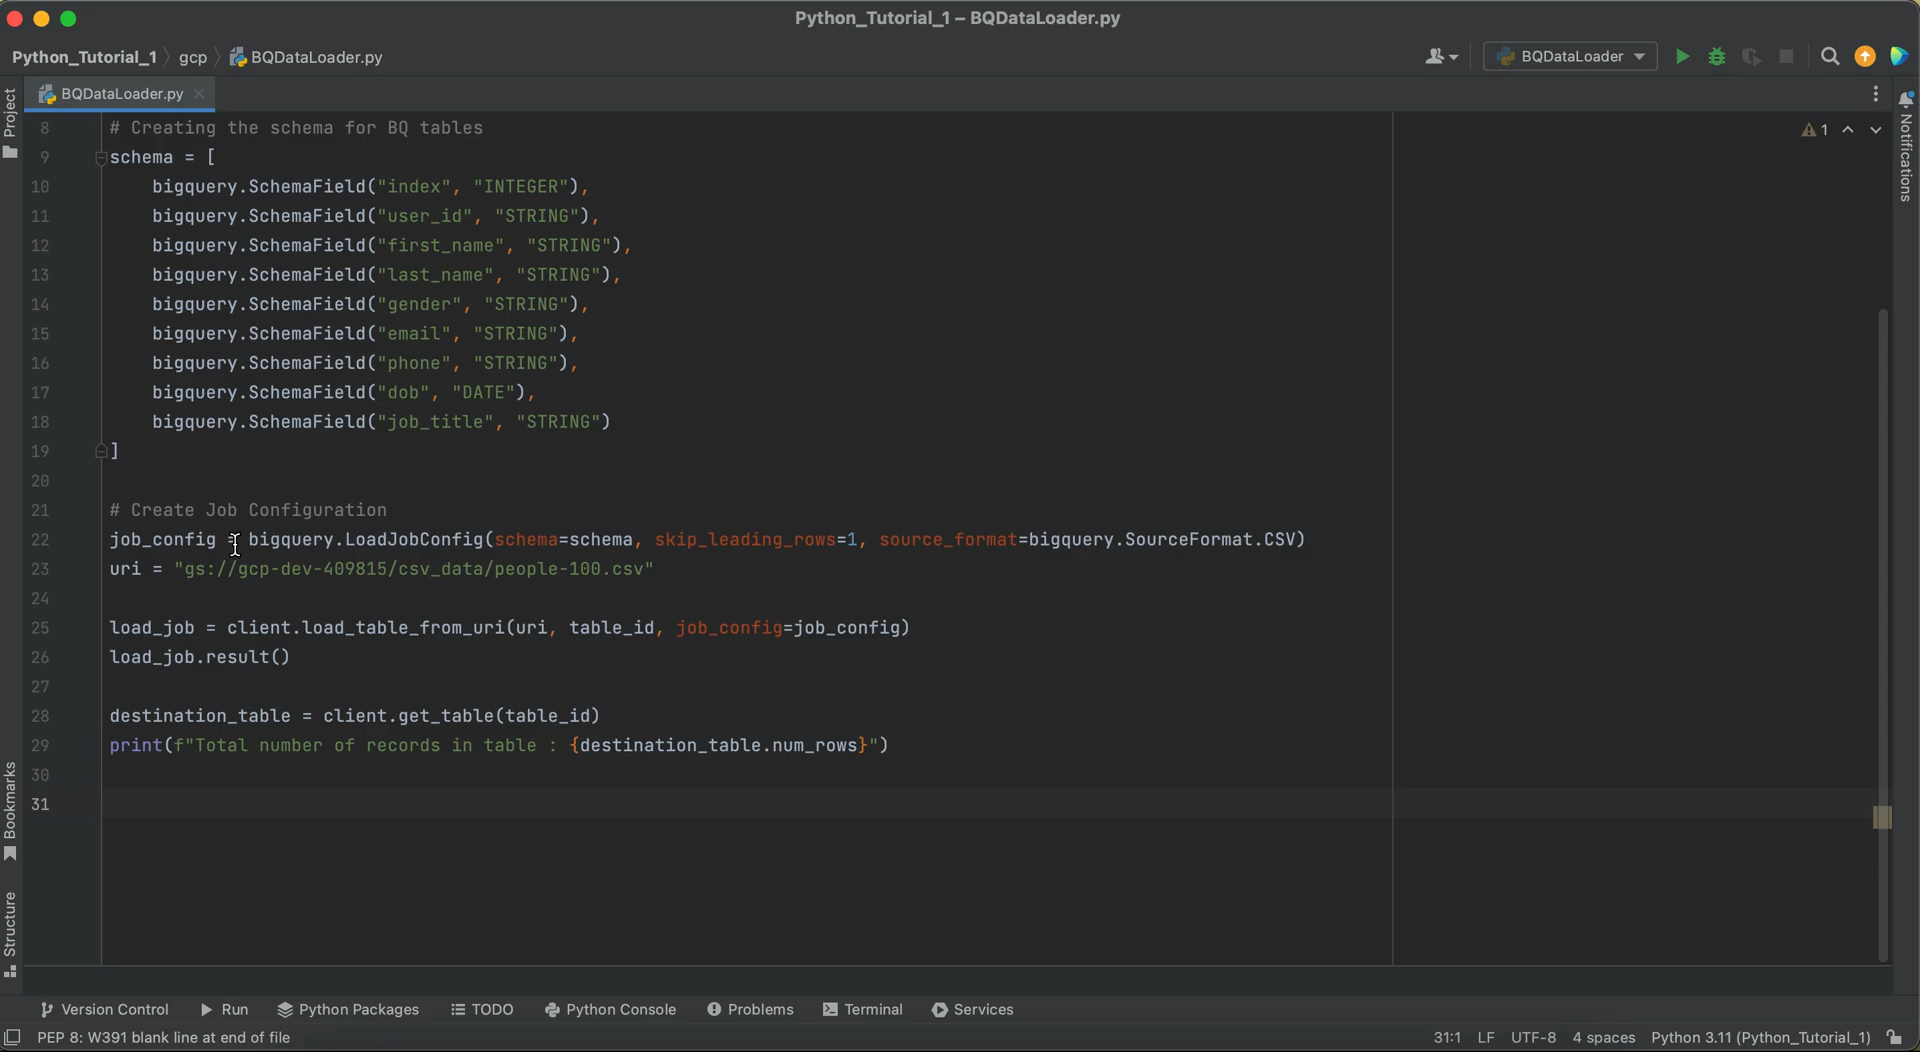 Python_Tutorial_1 – BQDataLoader.py
Python_Tutorial_1 gcp BQDataLoader.py
BQDataLoader
BQDataLoader.py
Project
Notifications
1
8 # Creating the schema for BQ tables
9 schema = [
10 bigquery.SchemaField("index", "INTEGER"),
11 bigquery.SchemaField("user_id", "STRING"),
12 bigquery.SchemaField("first_name", "STRING"),
13 bigquery.SchemaField("last_name", "STRING"),
14 bigquery.SchemaField("gender", "STRING"),
15 bigquery.SchemaField("email", "STRING"),
16 bigquery.SchemaField("phone", "STRING"),
17 bigquery.SchemaField("dob", "DATE"),
18 bigquery.SchemaField("job_title", "STRING")
19 ]
20
21 # Create Job Configuration
22 job_config = bigquery.LoadJobConfig(schema=schema, skip_leading_rows=1, source_format=bigquery.SourceFormat.CSV)
23 uri = "gs://gcp-dev-409815/csv_data/people-100.csv"
24
25 load_job = client.load_table_from_uri(uri, table_id, job_config=job_config)
26 load_job.result()
27
28 destination_table = client.get_table(table_id)
29 print(f"Total number of records in table : {destination_table.num_rows}")
30
31
Bookmarks
Structure
Version Control Run Python Packages TODO Python Console Problems Terminal Services
PEP 8: W391 blank line at end of file 31:1 LF UTF-8 4 spaces Python 3.11 (Python_Tutorial_1)